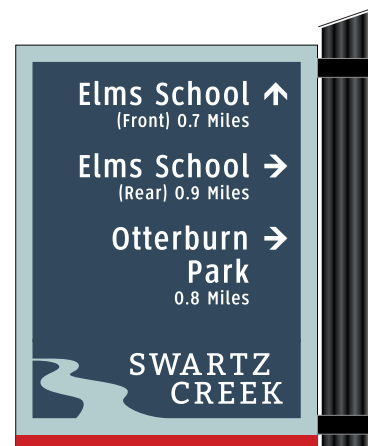 Elms School ↑
(Front) 0.7 Miles
Elms School →
(Rear) 0.9 Miles
Otterburn →
Park
0.8 Miles
SWARTZ
CREEK